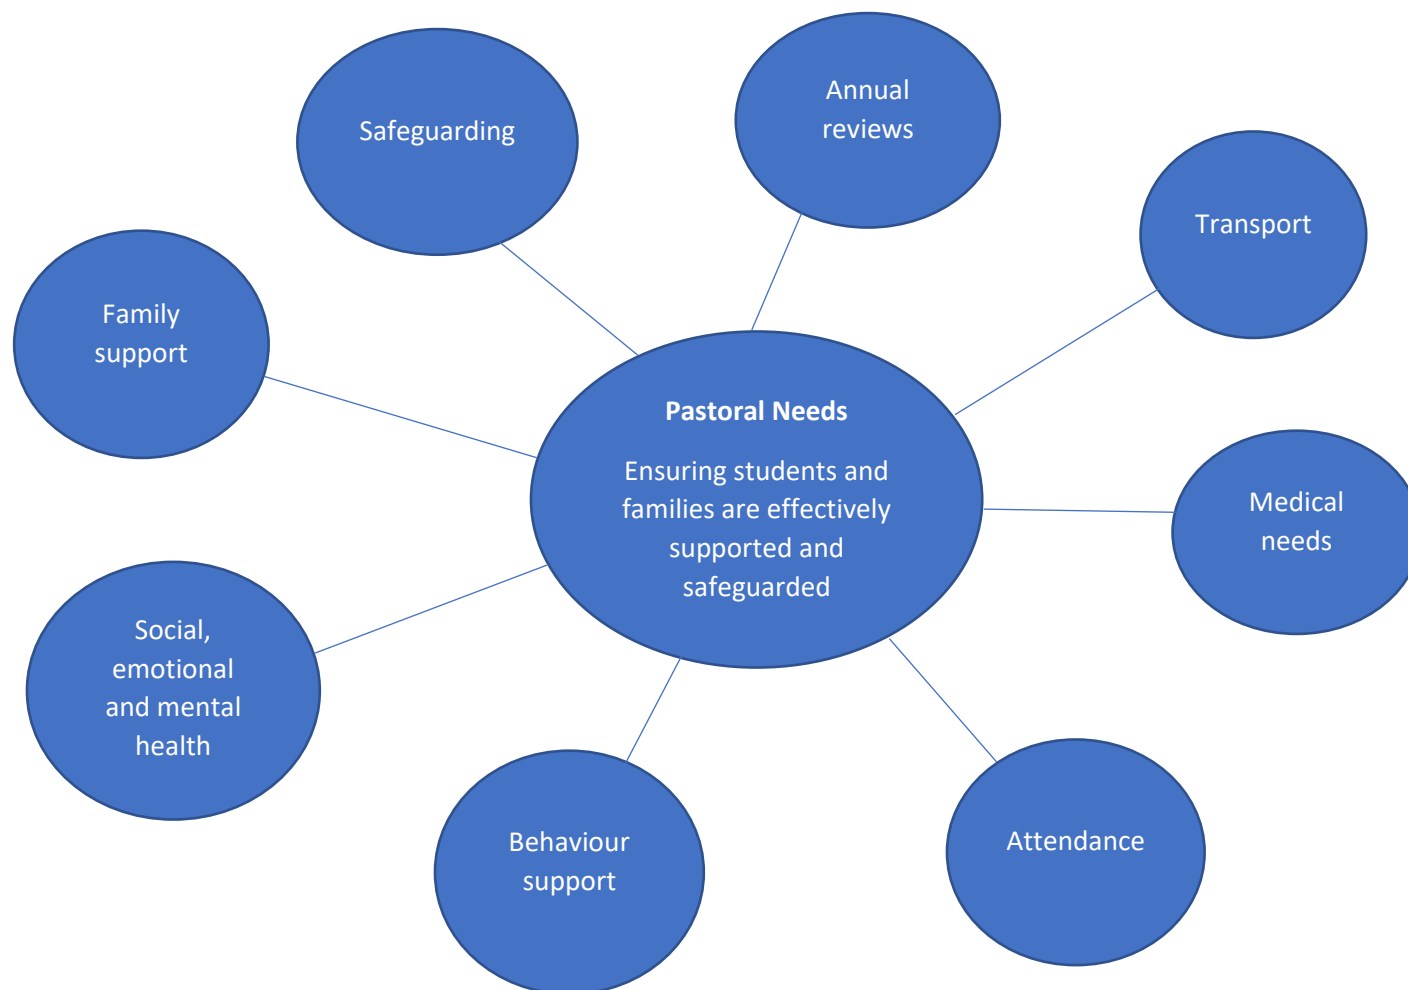 Annual
reviews
Safeguarding
Transport
Family
support
Pastoral Needs
Ensuring students and
families are effectively
supported and
safeguarded
Medical
needs
Social,
emotional
and mental
health
Behaviour
support
Attendance